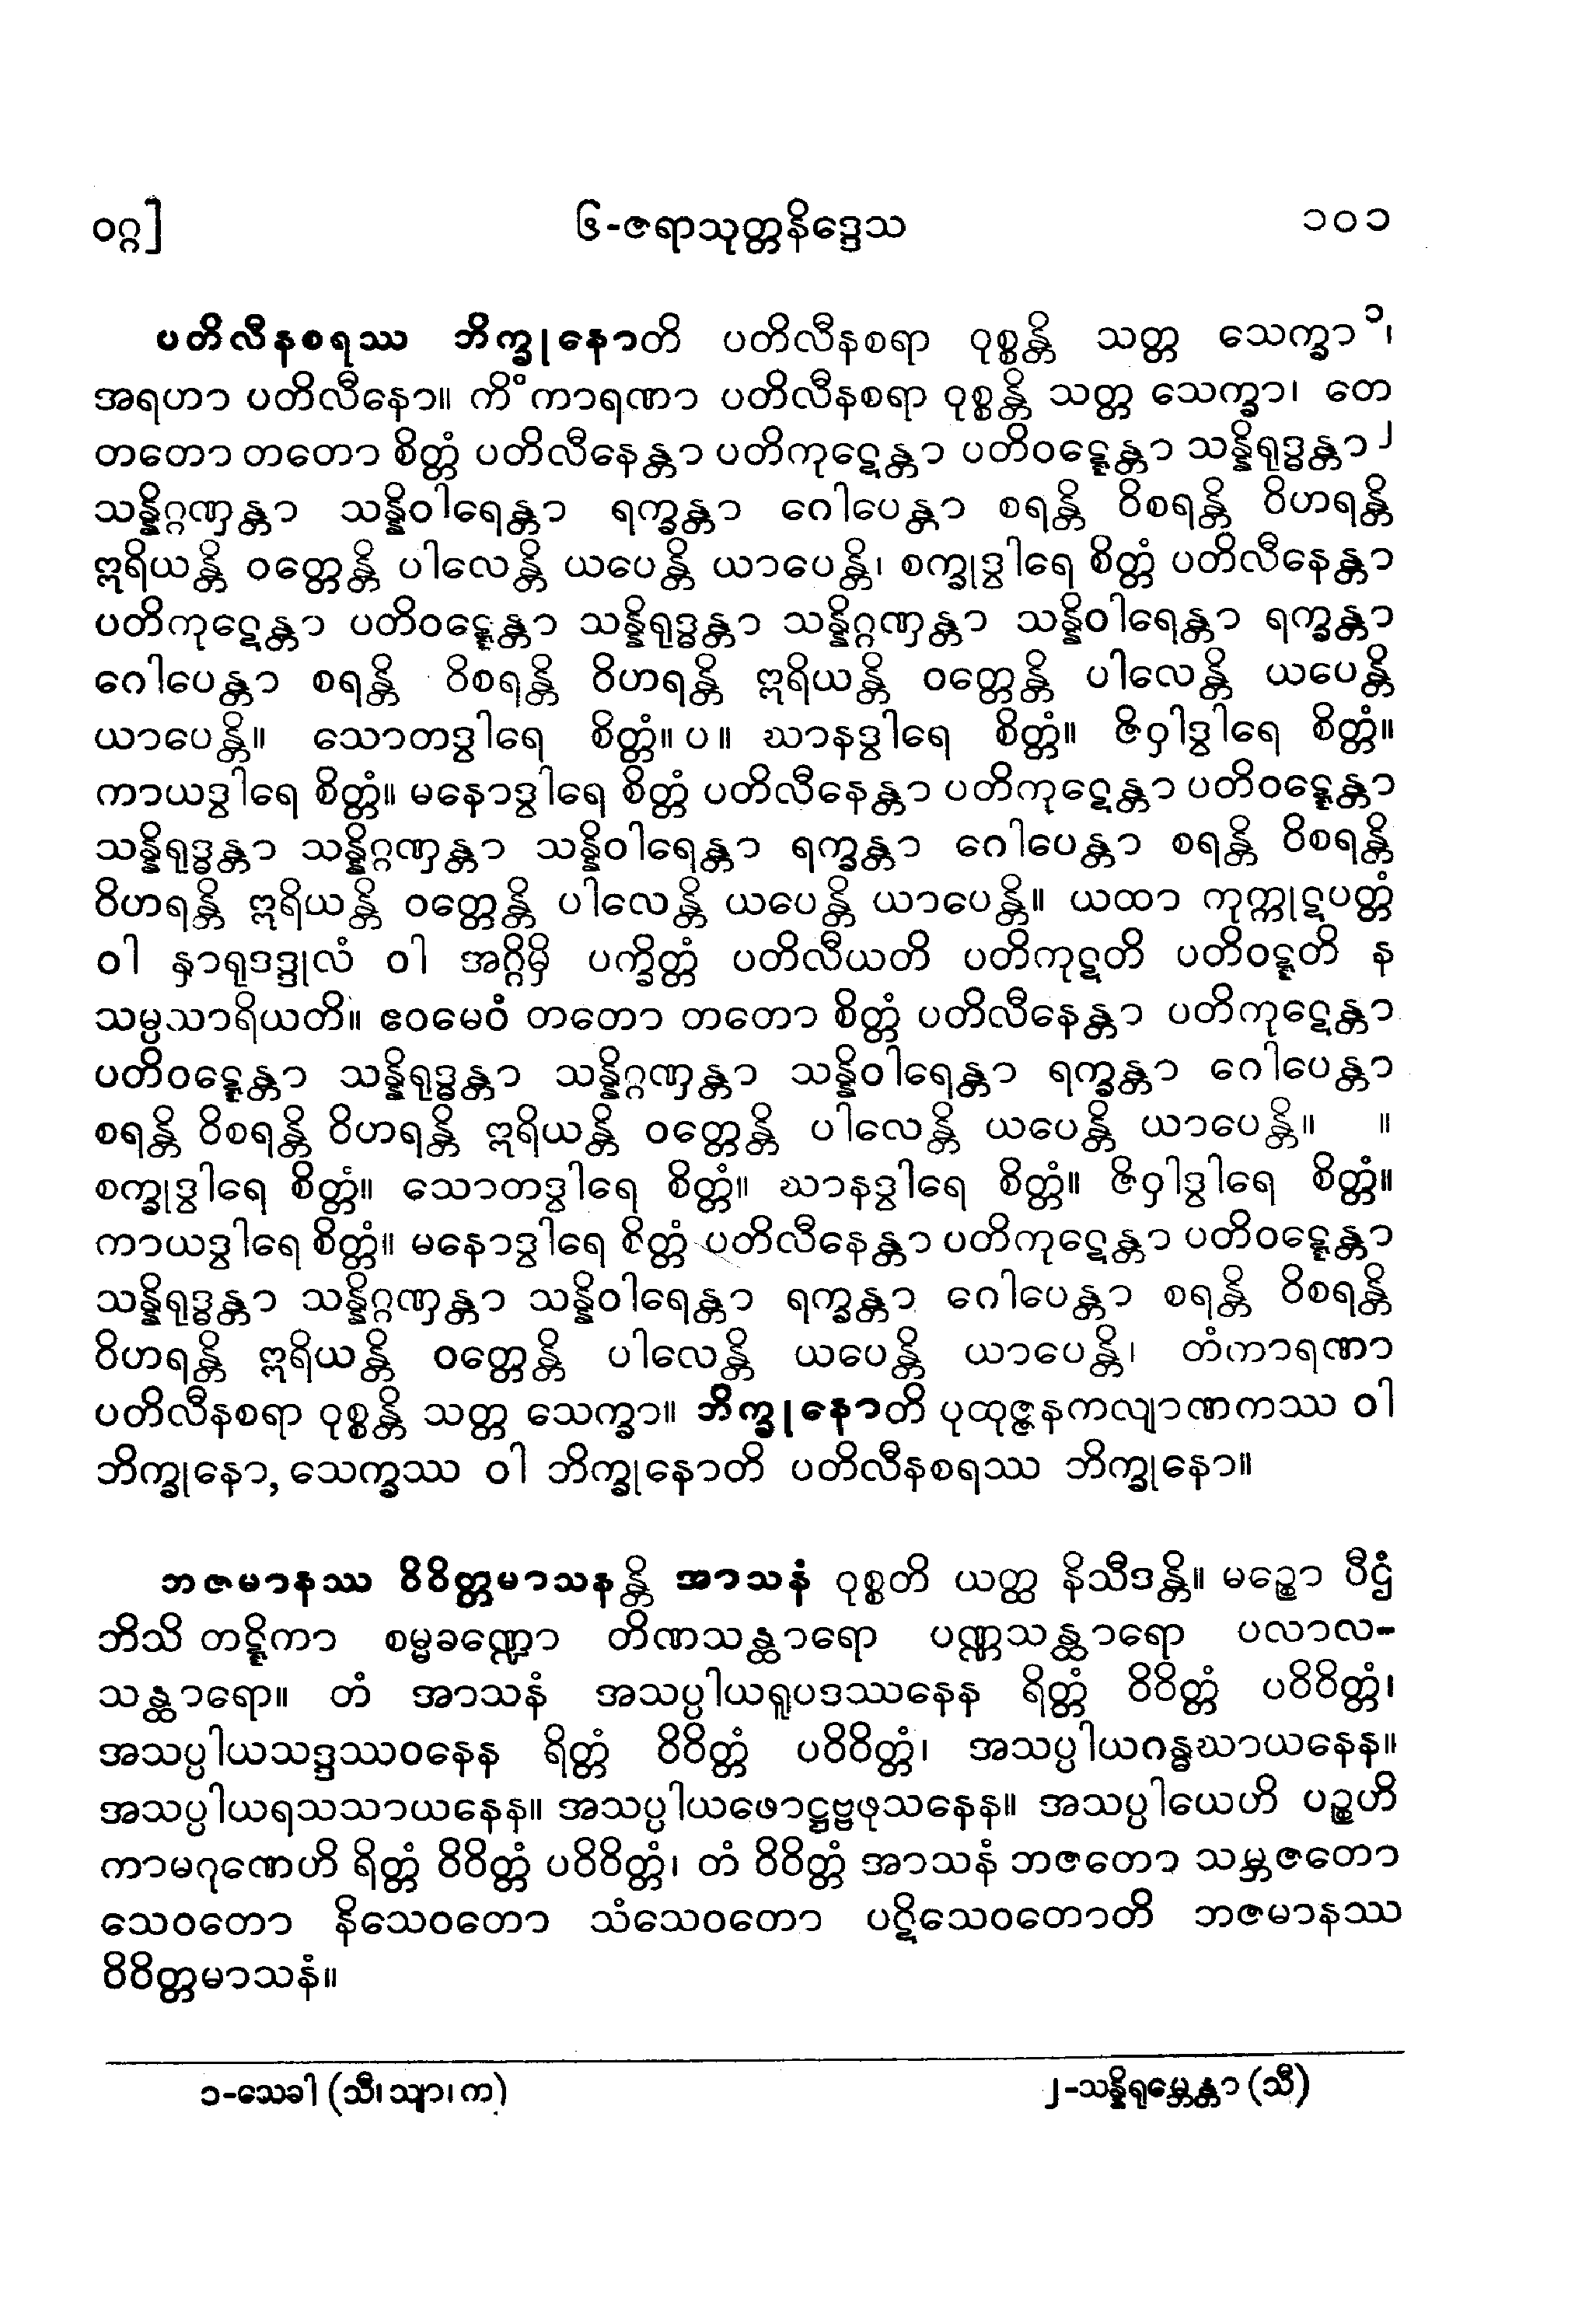 ဝဂ္ဂ] ၆-ဇရာသုတ္တနိဒ္ဒေသ ၁၀၁
ပတိလီနစရဿ ဘိက္ခုနောတိ ပတိလီနစရာ ဝုစ္စန္တိ သတ္တ သေက္ခာ၁၊
အရဟာ ပတိလီနော။ ကိံကာရဏာ ပတိလီနစရာ ဝုစ္စန္တိ သတ္တ သေက္ခာ၊ တေ
တတော တတော စိတ္တံ ပတိလီနေန္တာ ပတိကုဋေန္တာ ပတိဝဋ္ဋေန္တာ သန္နိရုဒ္ဓန္တာ၂
သန္နိဂ္ဂဏှန္တာ သန္နိဝါရေန္တာ ရက္ခန္တာ ဂေါပေန္တာ စရန္တိ ဝိစရန္တိ ဝိဟရန္တိ
ဣရိယန္တိ ဝတ္တေန္တိ ပါလေန္တိ ယပေန္တိ ယာပေန္တိ၊ စက္ခုဒွါရေ စိတ္တံ ပတိလီနေန္တာ
ပတိကုဋေန္တာ ပတိဝဋ္ဋေန္တာ သန္နိရုဒ္ဓန္တာ သန္နိဂ္ဂဏှန္တာ သန္နိဝါရေန္တာ ရက္ခန္တာ
ဂေါပေန္တာ စရန္တိ ဝိစရန္တိ ဝိဟရန္တိ ဣရိယန္တိ ဝတ္တေန္တိ ပါလေန္တိ ယပေန္တိ
ယာပေန္တိ။ သောတဒွါရေ စိတ္တံ။ ပ။ ဃာနဒွါရေ စိတ္တံ။ ဇိဝှါဒွါရေ စိတ္တံ။
ကာယဒွါရေ စိတ္တံ။ မနောဒွါရေ စိတ္တံ ပတိလီနေန္တာ ပတိကုဋေန္တာ ပတိဝဋ္ဋေန္တာ
သန္နိရုဒ္ဓန္တာ သန္နိဂ္ဂဏှန္တာ သန္နိဝါရေန္တာ ရက္ခန္တာ ဂေါပေန္တာ စရန္တိ ဝိစရန္တိ
ဝိဟရန္တိ ဣရိယန္တိ ဝတ္တေန္တိ ပါလေန္တိ ယပေန္တိ ယာပေန္တိ။ ယထာ ကုက္ကုဋပတ္တံ
ဝါ နှာရုဒဒ္ဒုလံ ဝါ အဂ္ဂိမှိ ပက္ခိတ္တံ ပတိလီယတိ ပတိကုဋတိ ပတိဝဋ္ဋတိ န
သမ္ပသာရိယတိ။ ဧဝမေဝံ တတော တတော စိတ္တံ ပတိလီနေန္တာ ပတိကုဋေန္တာ
ပတိဝဋ္ဋေန္တာ သန္နိရုဒ္ဓန္တာ သန္နိဂ္ဂဏှန္တာ သန္နိဝါရေန္တာ ရက္ခန္တာ ဂေါပေန္တာ
စရန္တိ ဝိစရန္တိ ဝိဟရန္တိ ဣရိယန္တိ ဝတ္တေန္တိ ပါလေန္တိ ယပေန္တိ ယာပေန္တိ။ ။
စက္ခုဒွါရေ စိတ္တံ။ သောတဒွါရေ စိတ္တံ။ ဃာနဒွါရေ စိတ္တံ။ ဇိဝှါဒွါရေ စိတ္တံ။
ကာယဒွါရေ စိတ္တံ။ မနောဒွါရေ စိတ္တံ ပတိလီနေန္တာ ပတိကုဋေန္တာ ပတိဝဋ္ဋေန္တာ
သန္နိရုဒ္ဓန္တာ သန္နိဂ္ဂဏှန္တာ သန္နိဝါရေန္တာ ရက္ခန္တာ ဂေါပေန္တာ စရန္တိ ဝိစရန္တိ
ဝိဟရန္တိ ဣရိယန္တိ ဝတ္တေန္တိ ပါလေန္တိ ယပေန္တိ ယာပေန္တိ၊ တံကာရဏာ
ပတိလီနစရာ ဝုစ္စန္တိ သတ္တ သေက္ခာ။ ဘိက္ခုနောတိ ပုထုဇ္ဇနကလျာဏကဿ ဝါ
ဘိက္ခုနော, သေက္ခဿ ဝါ ဘိက္ခုနောတိ ပတိလီနစရဿ ဘိက္ခုနော။
ဘဇမာနဿ ဝိဝိတ္တမာသနန္တိ အာသနံ ဝုစ္စတိ ယတ္ထ နိသီဒန္တိ။ မဉ္စော ပီဌံ
ဘိသိ တဋ္ဋိကာ စမ္မခဏ္ဍော တိဏသန္ထာရော ပဏ္ဏသန္ထာရော ပလာလ-
သန္ထာရော။ တံ အာသနံ အသပ္ပါယရူပဒဿနေန ရိတ္တံ ဝိဝိတ္တံ ပဝိဝိတ္တံ၊
အသပ္ပါယသဒ္ဒဿဝနေန ရိတ္တံ ဝိဝိတ္တံ ပဝိဝိတ္တံ၊ အသပ္ပါယဂန္ဓဃာယနေန။
အသပ္ပါယရသသာယနေန။ အသပ္ပါယဖောဋ္ဌဗ္ဗဖုသနေန။ အသပ္ပါယေဟိ ပဉ္စဟိ
ကာမဂုဏေဟိ ရိတ္တံ ဝိဝိတ္တံ ပဝိဝိတ္တံ၊ တံ ဝိဝိတ္တံ အာသနံ ဘဇတော သမ္ဘဇတော
သေဝတော နိသေဝတော သံသေဝတော ပဋိသေဝတောတိ ဘဇမာနဿ
ဝိဝိတ္တမာသနံ။
၁-သေခါ (သီ၊ သျာ၊ က) ၂-သန္နိရုမ္ဘေန္တာ (သီ)